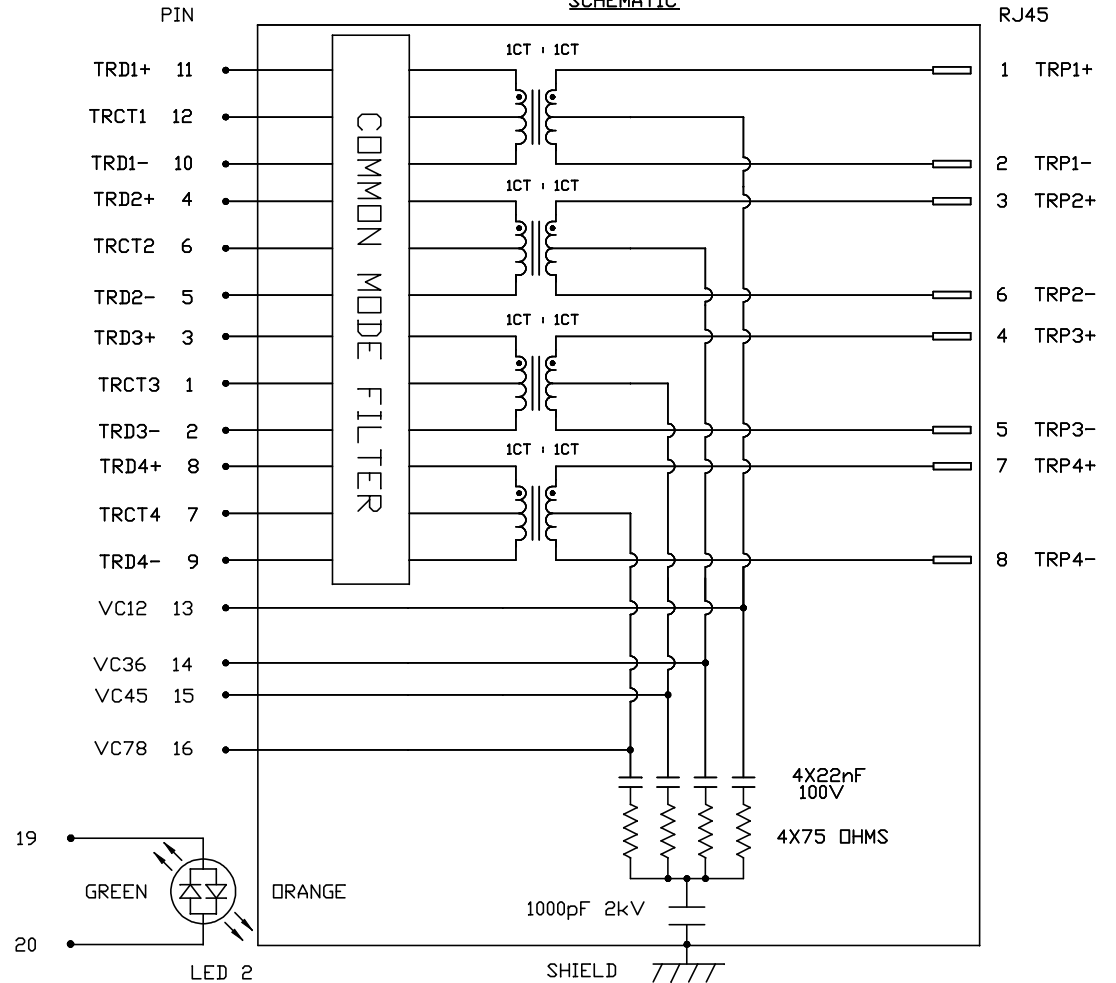 SCHEMATIC
PIN RJ45
1CT : 1CT
TRD1+ 11 1 TRP1+
TRCT1 12
TRD1- 10 2 TRP1-
1CT : 1CT
TRD2+ 4 3 TRP2+
TRCT2 6
TRD2- 5 6 TRP2-
1CT : 1CT
TRD3+ 3 4 TRP3+
TRCT3 1
TRD3- 2 5 TRP3-
1CT : 1CT
TRD4+ 8 7 TRP4+
TRCT4 7
TRD4- 9 8 TRP4-
COMMON MODE FILTER
VC12 13
VC36 14
VC45 15
VC78 16
4X22nF
100V
4X75 OHMS
19
GREEN ORANGE
1000pF 2kV
20
LED 2
SHIELD